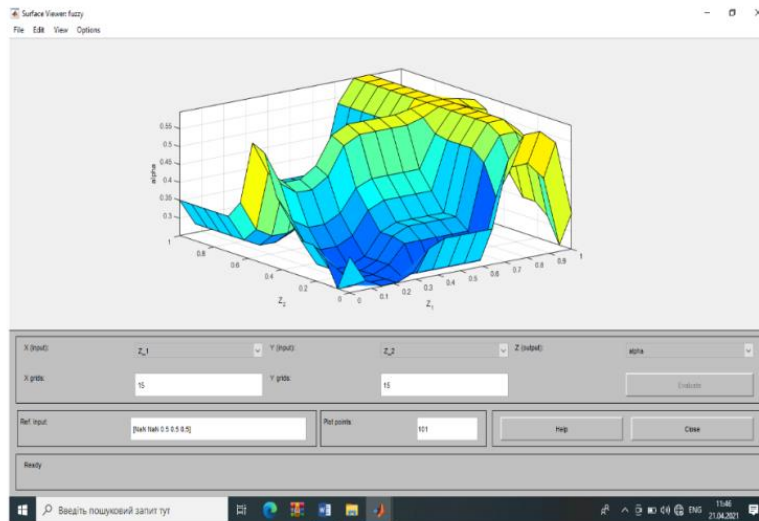 Surface Viewer: fuzzy
File Edit View Options
0.55
0.5
0.45
0.4
0.35
0.3
alpha
1
0.8
0.6
0.4
0.2
0
Z2
0
0.1
0.2
0.3
0.4
0.5
0.6
0.7
0.8
0.9
1
Z1
X (input): Z_1 Y (input): Z_2 Z (output): alpha
X grids: 15 Y grids: 15 Evaluate
Ref. input: [NaN NaN 0.5 0.5 0.5] Plot points: 101 Help Close
Ready
Введіть пошуковий запит тут ENG 11:46
21.04.2021